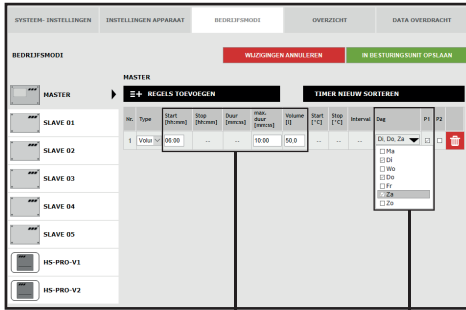 SYSTEEM- INSTELLINGEN INSTELLINGEN APPARAAT BEDRIJFSMODI OVERZICHT DATA OVERDRACHT
BEDRIJFSMODI WIJZIGINGEN ANNULEREN IN BESTURINGSUNIT OPSLAAN
MASTER
MASTER REGELS TOEVOEGEN TIMER NIEUW SORTEREN
Nr. Type Start [hh:mm] Stop [hh:mm] Duur [mm:ss] max. duur [mm:ss] Volume [l] Start [°C] Stop [°C] Interval Dag P1 P2
1 Volur 06:00 -- -- 10:00 50,0 -- -- -- Di, Do, Za
Ma
Di
Wo
Do
Fr
Za
Zo
SLAVE 01
SLAVE 02
SLAVE 03
SLAVE 04
SLAVE 05
HS-PRO-V1
HS-PRO-V2